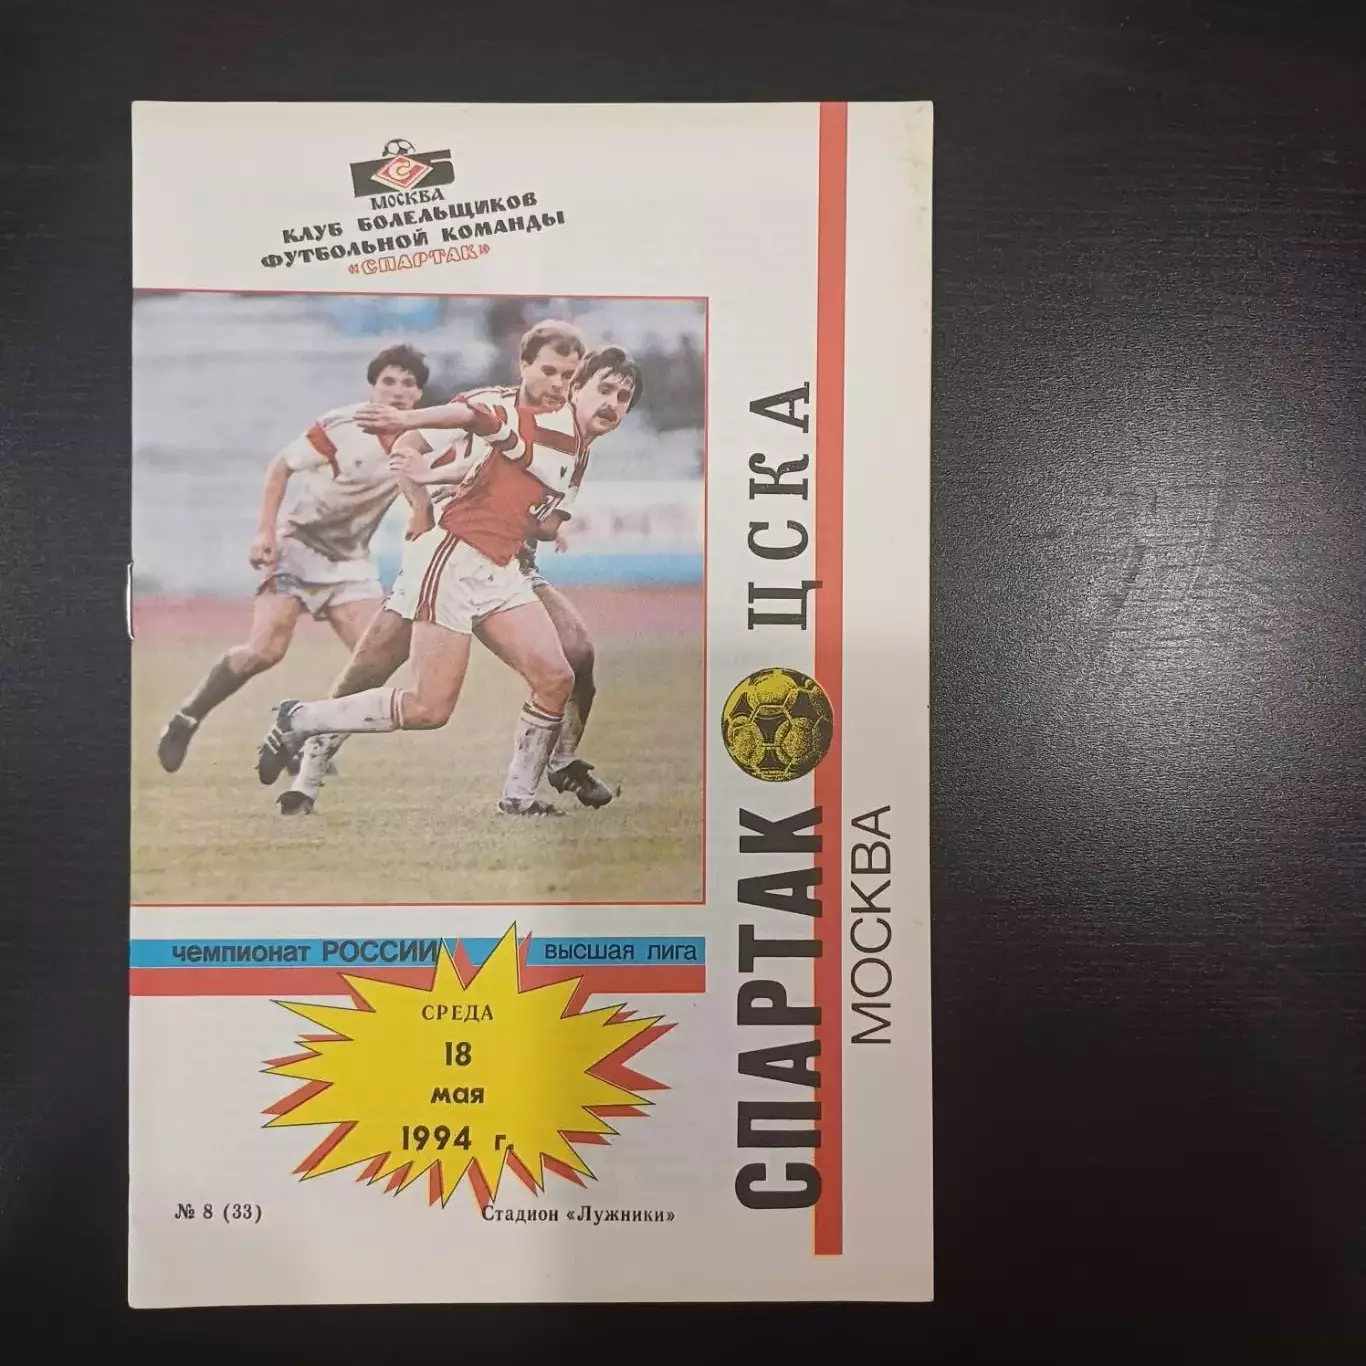 МОСКВА
КЛУБ БОЛЕЛЬЩИКОВ
ФУТБОЛЬНОЙ КОМАНДЫ
«СПАРТАК»
чемпионат РОССИИ
высшая лига
СРЕДА
18
мая
1994 г.
№ 8 (33)
Стадион «Лужники»
СПАРТАК ЦСКА
МОСКВА